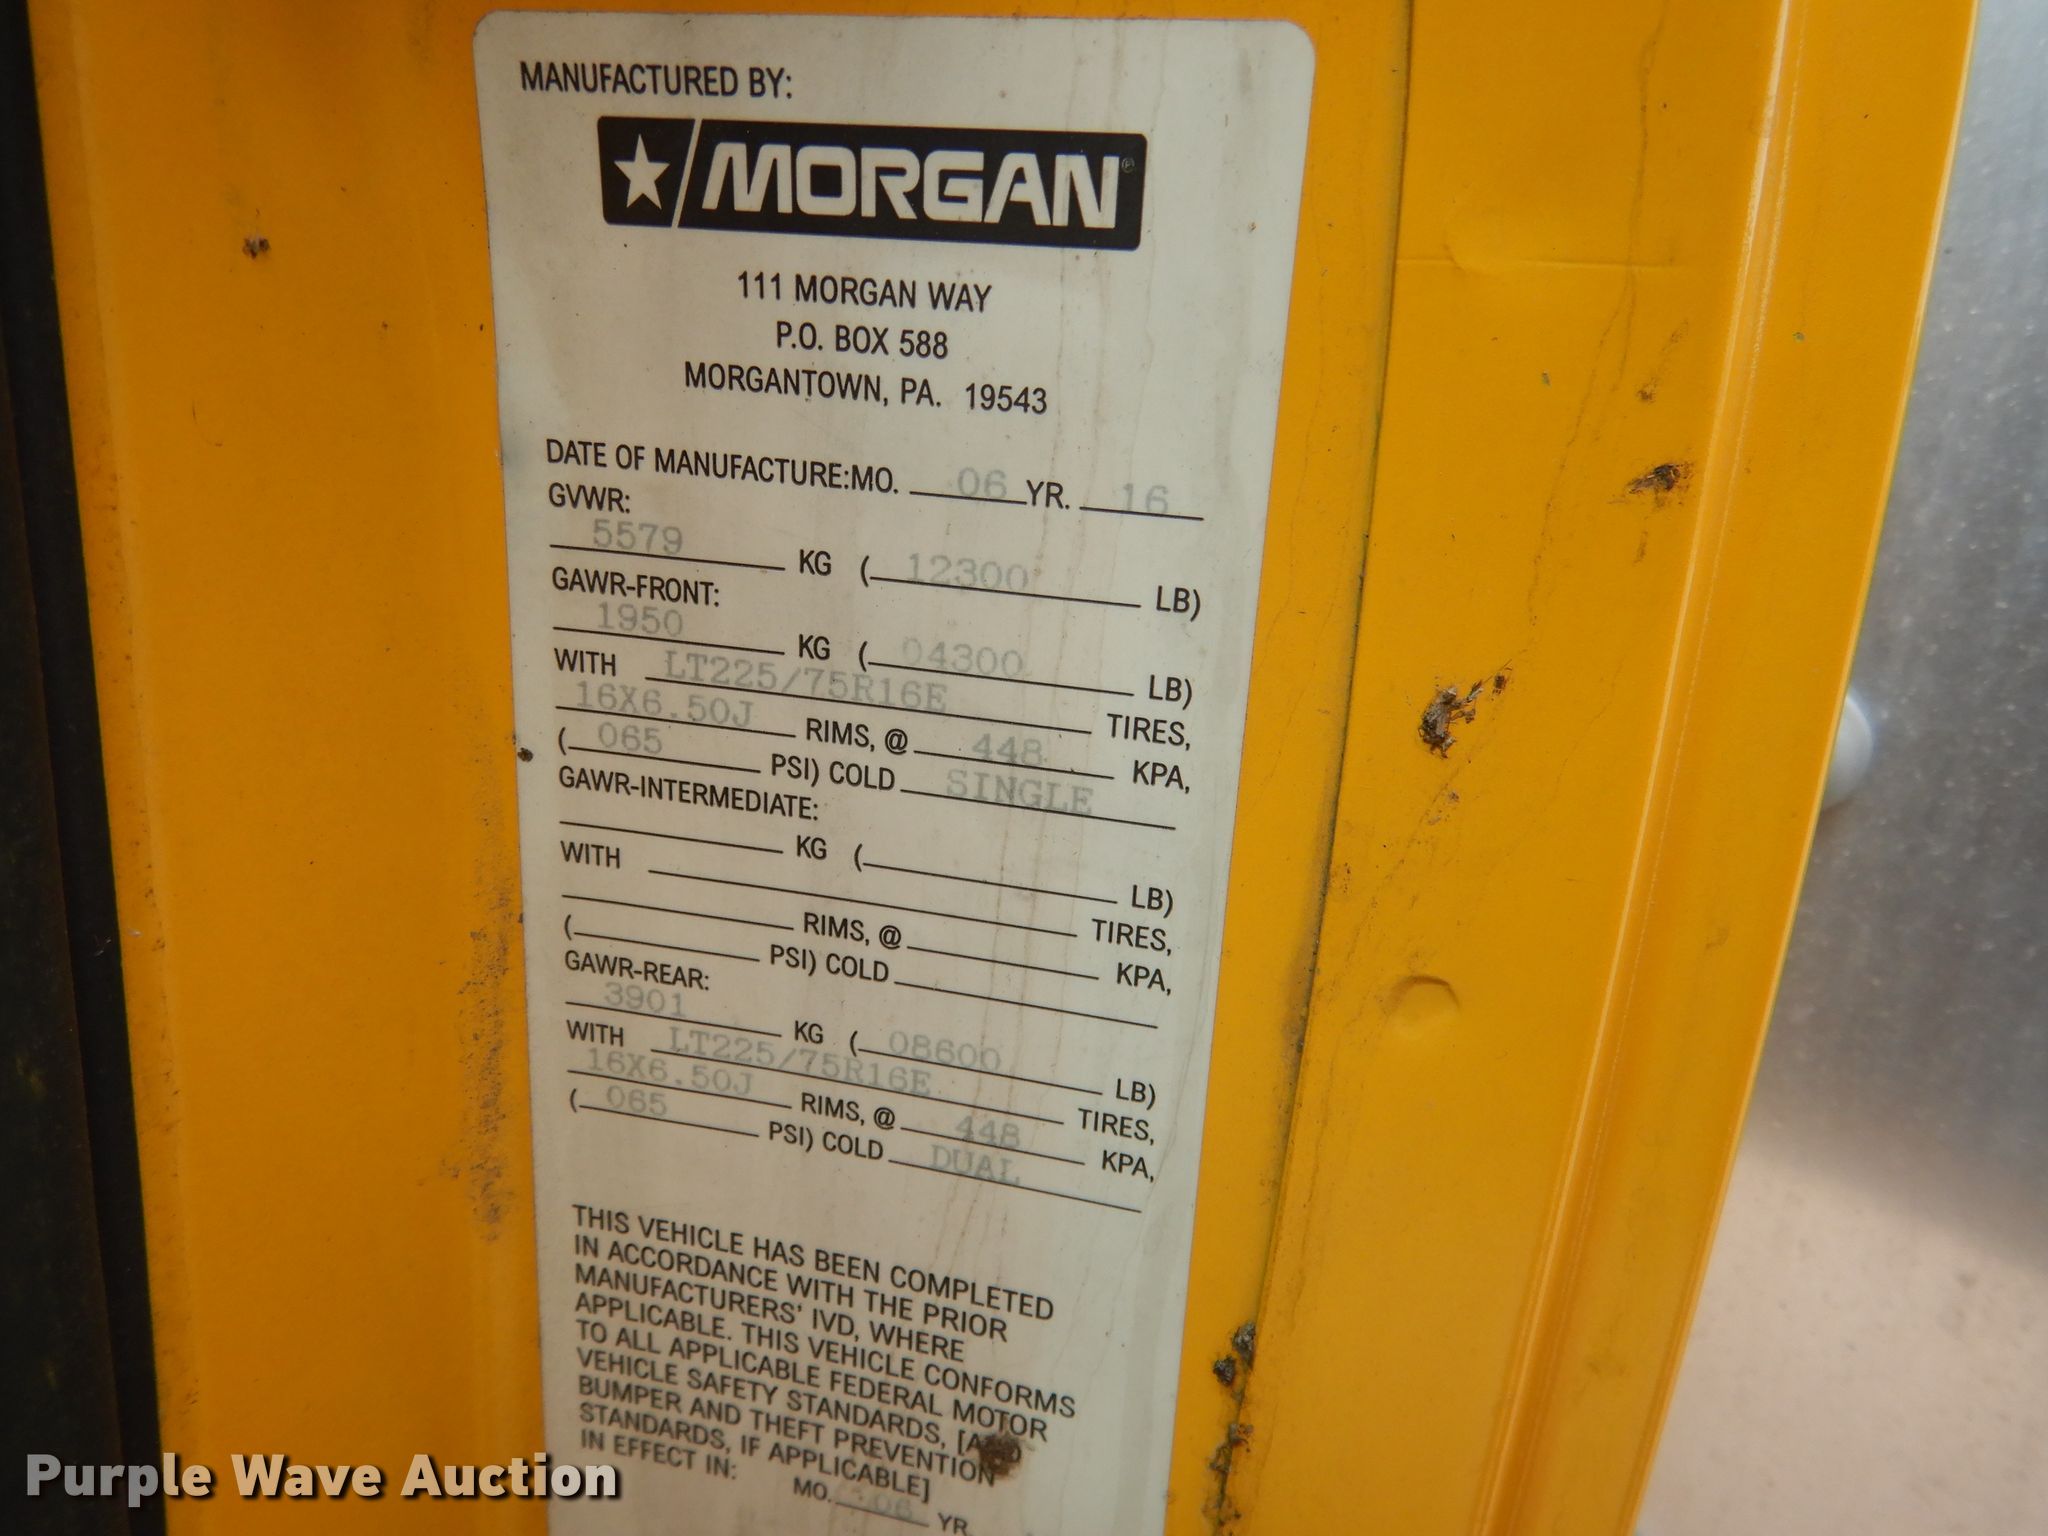 MANUFACTURED BY:
MORGAN®
111 MORGAN WAY
P.O. BOX 588
MORGANTOWN, PA. 19543
DATE OF MANUFACTURE:MO. 06 YR. 16
GVWR:
5579 KG (12300 LB)
GAWR-FRONT:
1950 KG (04300 LB)
WITH LT225/75R16E TIRES,
16X6.50J RIMS, @ 448 KPA,
(065 PSI) COLD SINGLE
GAWR-INTERMEDIATE:
KG ( LB)
WITH TIRES,
RIMS, @ KPA,
( PSI) COLD
GAWR-REAR:
3901 KG (08600 LB)
WITH LT225/75R16E TIRES,
16X6.50J RIMS, @ 448 KPA,
(065 PSI) COLD DUAL
THIS VEHICLE HAS BEEN COMPLETED
IN ACCORDANCE WITH THE PRIOR
MANUFACTURERS' IVD, WHERE
APPLICABLE. THIS VEHICLE CONFORMS
TO ALL APPLICABLE FEDERAL MOTOR
VEHICLE SAFETY STANDARDS, [AND
BUMPER AND THEFT PREVENTION
STANDARDS, IF APPLICABLE]
IN EFFECT IN:
MO. 06 YR.
Purple Wave Auction